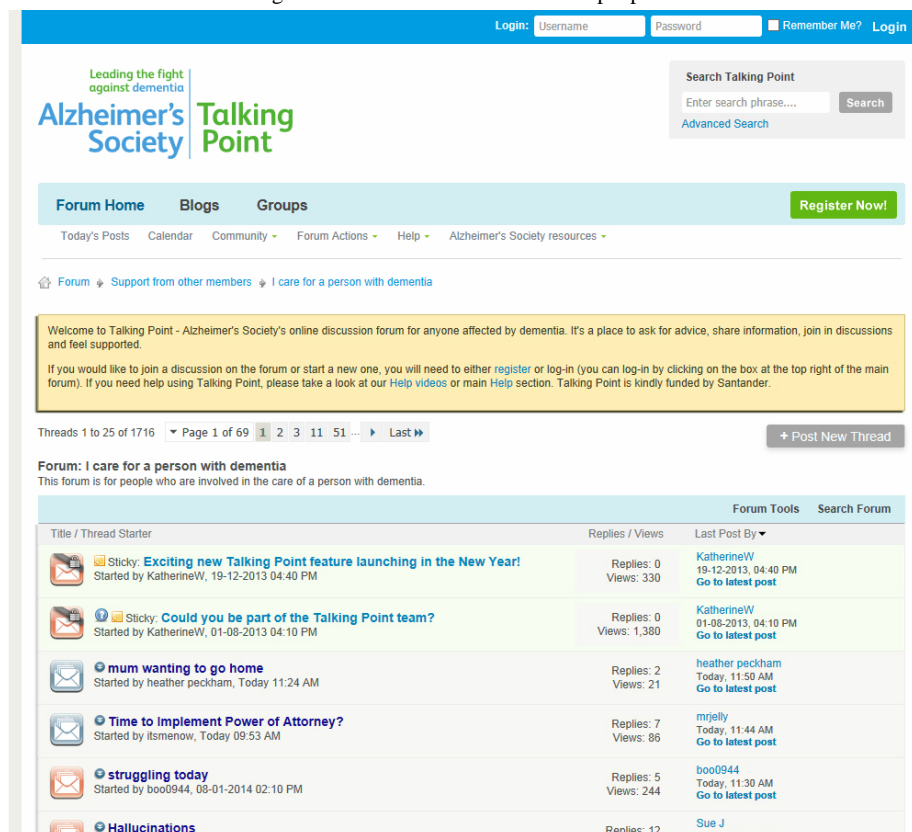 Login: Username Password Remember Me? Login
Leading the fight
against dementia
Alzheimer's Society
Talking Point
Search Talking Point
Enter search phrase.... Search
Advanced Search
Forum Home Blogs Groups Register Now!
Today's Posts Calendar Community Forum Actions Help Alzheimer's Society resources
Forum Support from other members I care for a person with dementia
Welcome to Talking Point - Alzheimer's Society's online discussion forum for anyone affected by dementia. It's a place to ask for advice, share information, join in discussions
and feel supported.
If you would like to join a discussion on the forum or start a new one, you will need to either register or log-in (you can log-in by clicking on the box at the top right of the main
forum). If you need help using Talking Point, please take a look at our Help videos or main Help section. Talking Point is kindly funded by Santander.
Threads 1 to 25 of 1716 Page 1 of 69 1 2 3 11 51 ... Last
+ Post New Thread
Forum: I care for a person with dementia
This forum is for people who are involved in the care of a person with dementia.
Forum Tools Search Forum
Title / Thread Starter Replies / Views Last Post By
Sticky: Exciting new Talking Point feature launching in the New Year!
Started by KatherineW, 19-12-2013 04:40 PM
Replies: 0
Views: 330
KatherineW
19-12-2013, 04:40 PM
Go to latest post
Sticky: Could you be part of the Talking Point team?
Started by KatherineW, 01-08-2013 04:10 PM
Replies: 0
Views: 1,380
KatherineW
01-08-2013, 04:10 PM
Go to latest post
mum wanting to go home
Started by heather peckham, Today 11:24 AM
Replies: 2
Views: 21
heather peckham
Today, 11:50 AM
Go to latest post
Time to Implement Power of Attorney?
Started by itsmenow, Today 09:53 AM
Replies: 7
Views: 86
mrjelly
Today, 11:44 AM
Go to latest post
struggling today
Started by boo0944, 08-01-2014 02:10 PM
Replies: 5
Views: 244
boo0944
Today, 11:30 AM
Go to latest post
Hallucinations
Replies: 12
Sue J